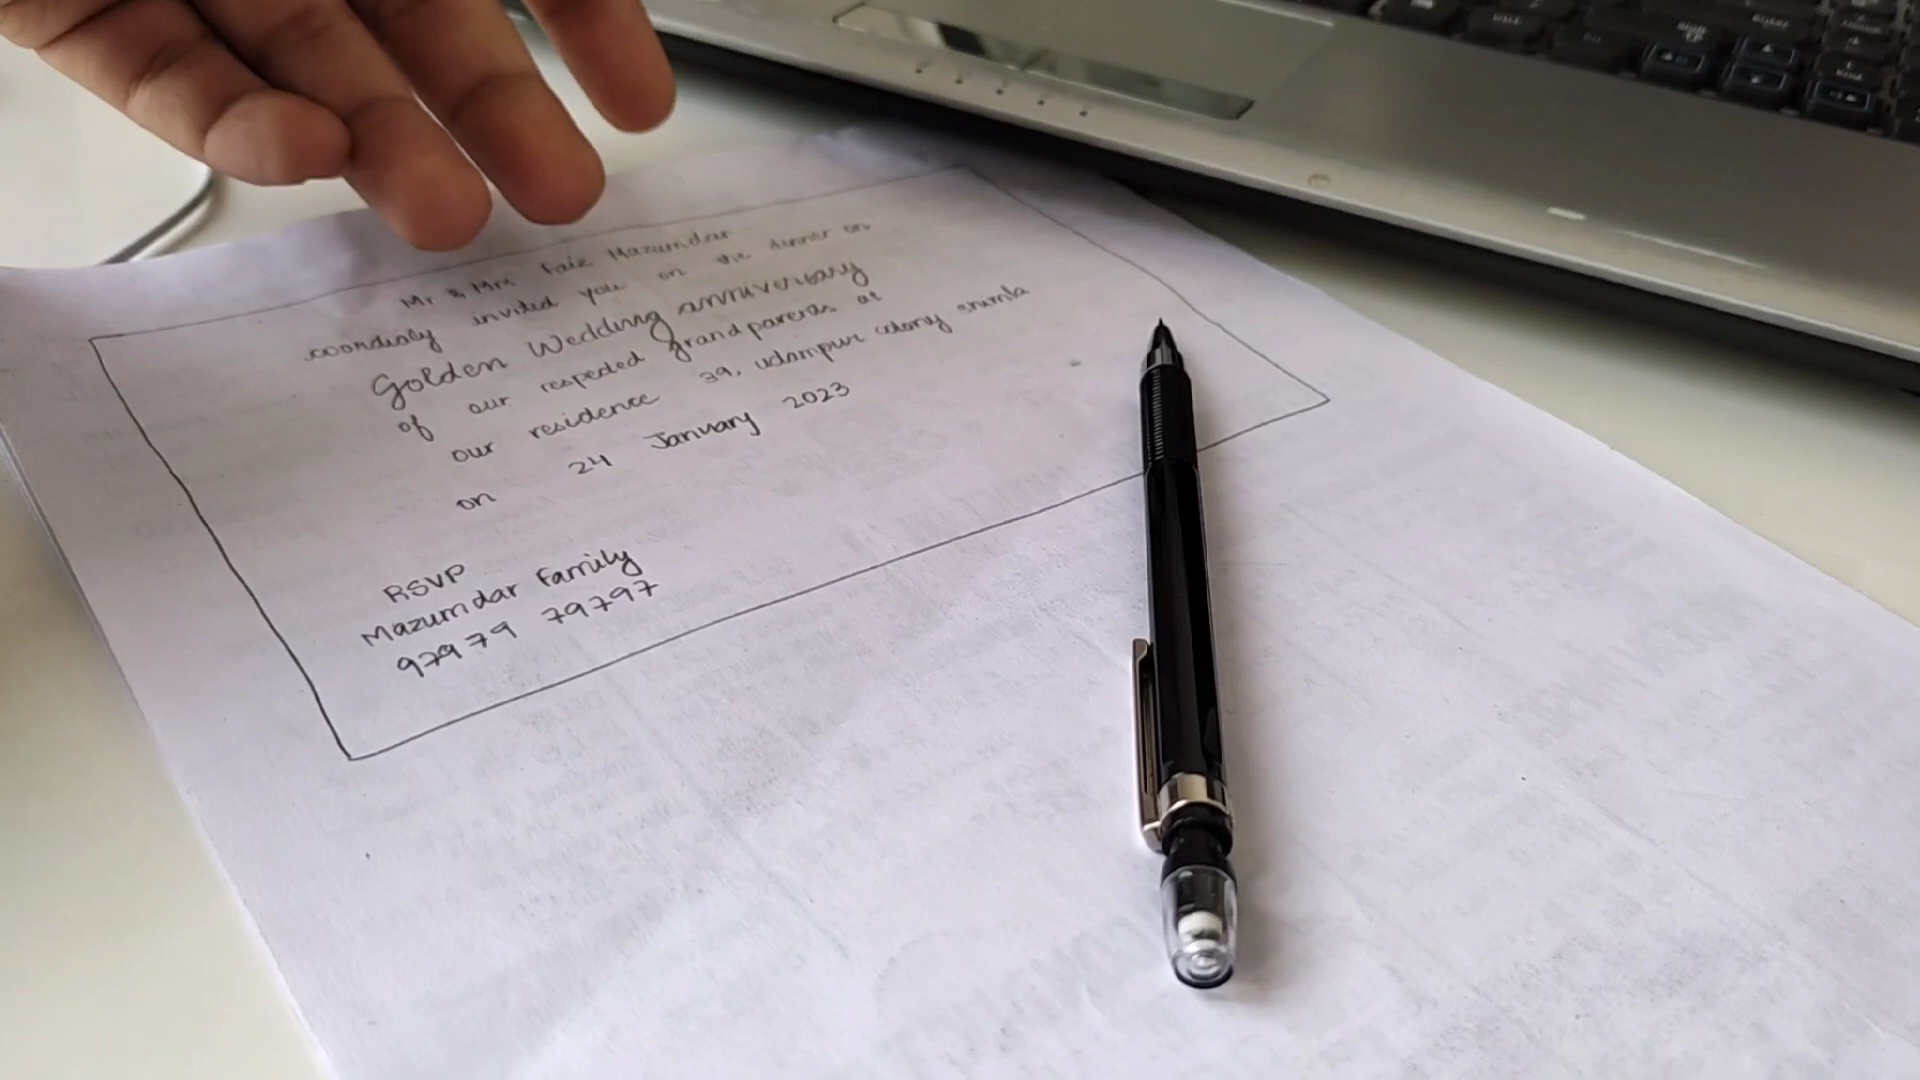 Mr & Mrs Faiz Mazumdar
coordialy invited you on the dinner on
Golden Wedding anniversary
of our respected grandparents at
our residence 39, udampur colony shimla
on 24 January 2023
RSVP
Mazumdar Family
97979 79797